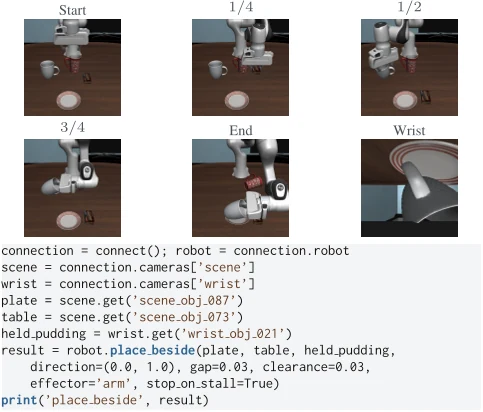 Start
1/4
1/2
3/4
End
Wrist
connection = connect(); robot = connection.robot
scene = connection.cameras['scene']
wrist = connection.cameras['wrist']
plate = scene.get('scene_obj_087')
table = scene.get('scene_obj_073')
held_pudding = wrist.get('wrist_obj_021')
result = robot.place_beside(plate, table, held_pudding,
    direction=(0.0, 1.0), gap=0.03, clearance=0.03,
    effector='arm', stop_on_stall=True)
print('place_beside', result)